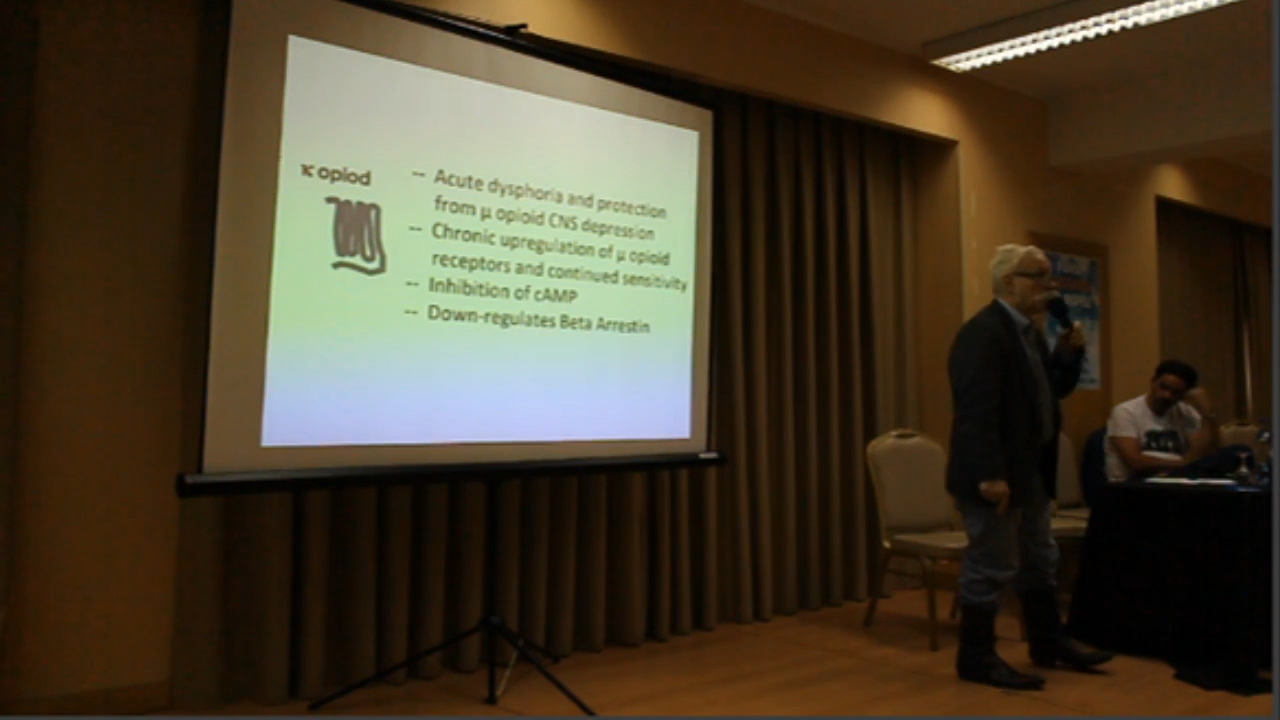 κ opiod
-- Acute dysphoria and protection
from μ opioid CNS depression
-- Chronic upregulation of μ opioid
receptors and continued sensitivity
-- Inhibition of cAMP
-- Down-regulates Beta Arrestin